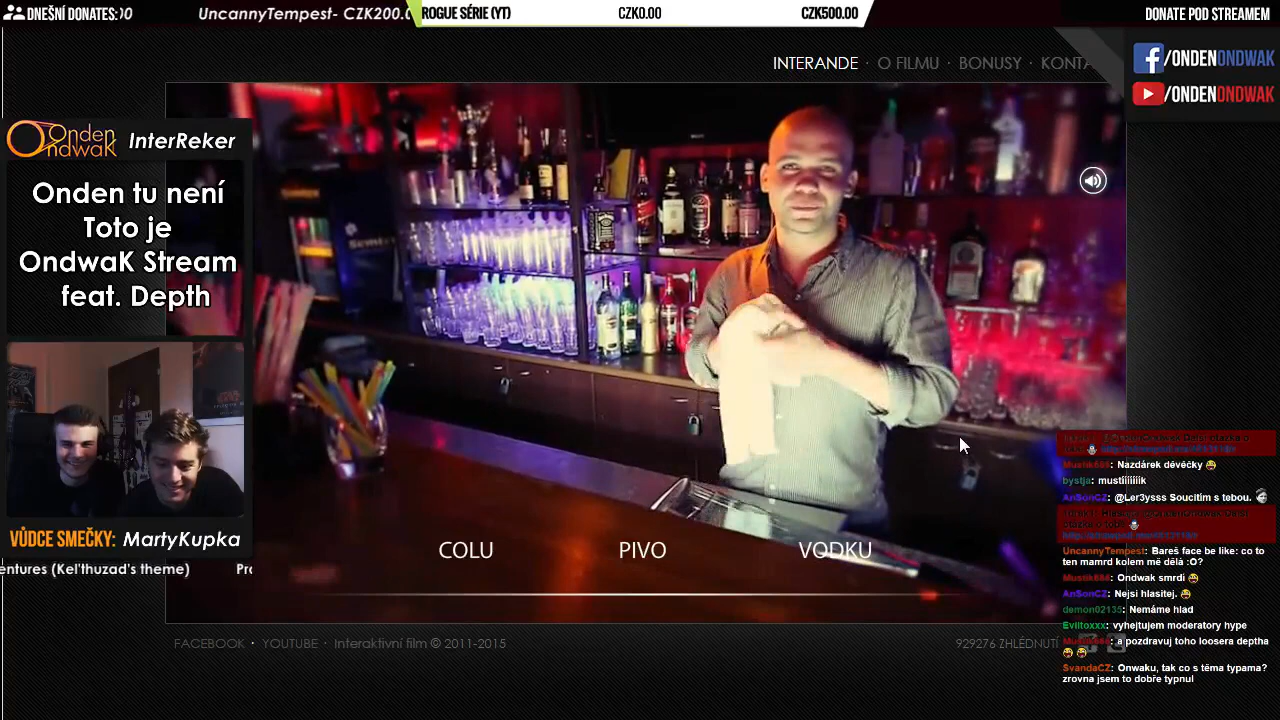 DNEŠNÍ DONATES:
UncannyTempest- CZK200.0
ROGUE SÉRIE (YT)
CZK0.00
CZK500.00
DONATE POD STREAMEM
INTERANDE · O FILMU · BONUSY · KONTA
/ONDENONDWAK
/ONDENONDWAK
Onden OndwaK
InterReker
Onden tu není
Toto je
OndwaK Stream
feat. Depth
VŮDCE SMEČKY: MartyKupka
entures (Kel'thuzad's theme)
COLU
PIVO
VODKU
FACEBOOK · YOUTUBE · Interaktivní film © 2011-2015
929276 ZHLÉDNUTÍ
Nazdárek děvěčky
bystja: mustíííííík
AnSonCZ: @Ler3ysss Soucitim s tebou.
UncannyTempest: Bareš face be like: co to
ten mamrd kolem mě dělá :O?
Ondwak smrdí
AnSonCZ: Nejsi hlasitej.
demon02135: Nemáme hlad
Eviltoxxx: vyhejtujem moderatory hype
a pozdravuj toho loosera deptha
SvandaCZ: Onwaku, tak co s těma typama?
zrovna jsem to dobře typnul